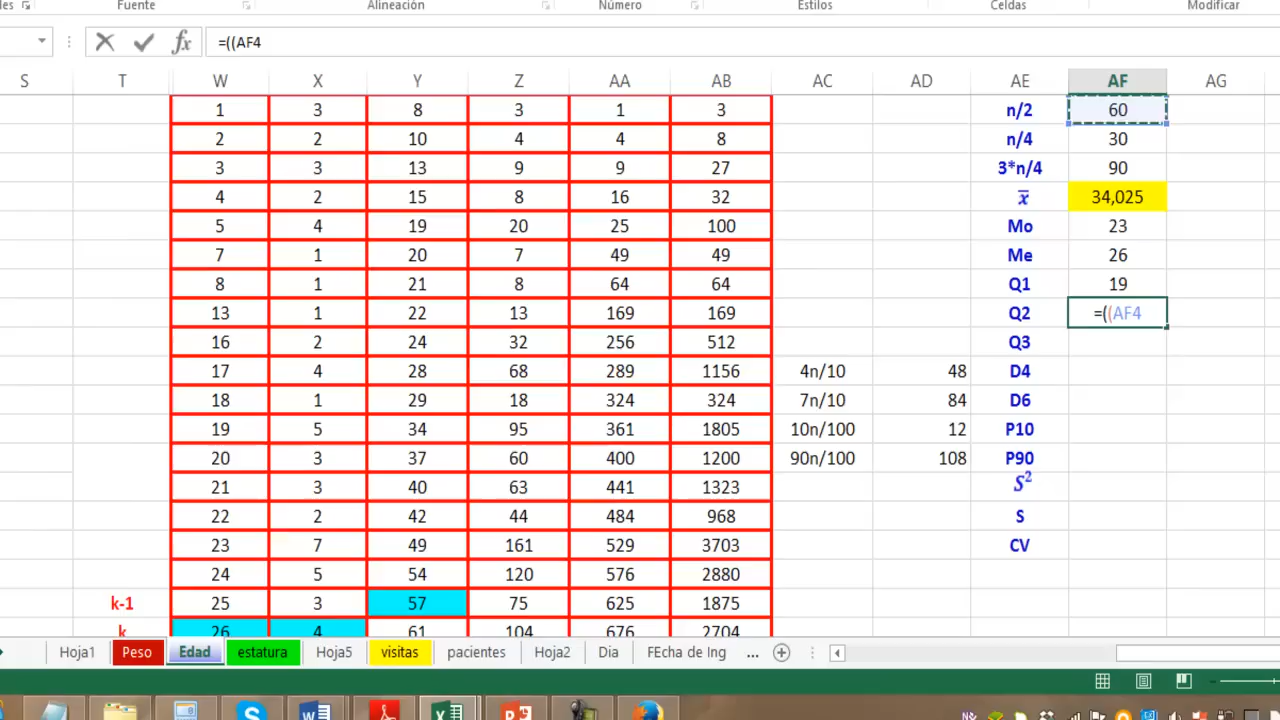 Fuente Alineación Número Estilos Celdas Modificar
=((AF4
S T W X Y Z AA AB AC AD AE AF AG
1 3 8 3 1 3 n/2 60
2 2 10 4 4 8 n/4 30
3 3 13 9 9 27 3*n/4 90
4 2 15 8 16 32 x̅ 34,025
5 4 19 20 25 100 Mo 23
7 1 20 7 49 49 Me 26
8 1 21 8 64 64 Q1 19
13 1 22 13 169 169 Q2 =((AF4
16 2 24 32 256 512 Q3
17 4 28 68 289 1156 4n/10 48 D4
18 1 29 18 324 324 7n/10 84 D6
19 5 34 95 361 1805 10n/100 12 P10
20 3 37 60 400 1200 90n/100 108 P90
21 3 40 63 441 1323 S²
22 2 42 44 484 968 S
23 7 49 161 529 3703 CV
24 5 54 120 576 2880
k-1 25 3 57 75 625 1875
k 26 4 61 104 676 2704
Hoja1 Peso Edad estatura Hoja5 visitas pacientes Hoja2 Dia FEcha de Ing ...